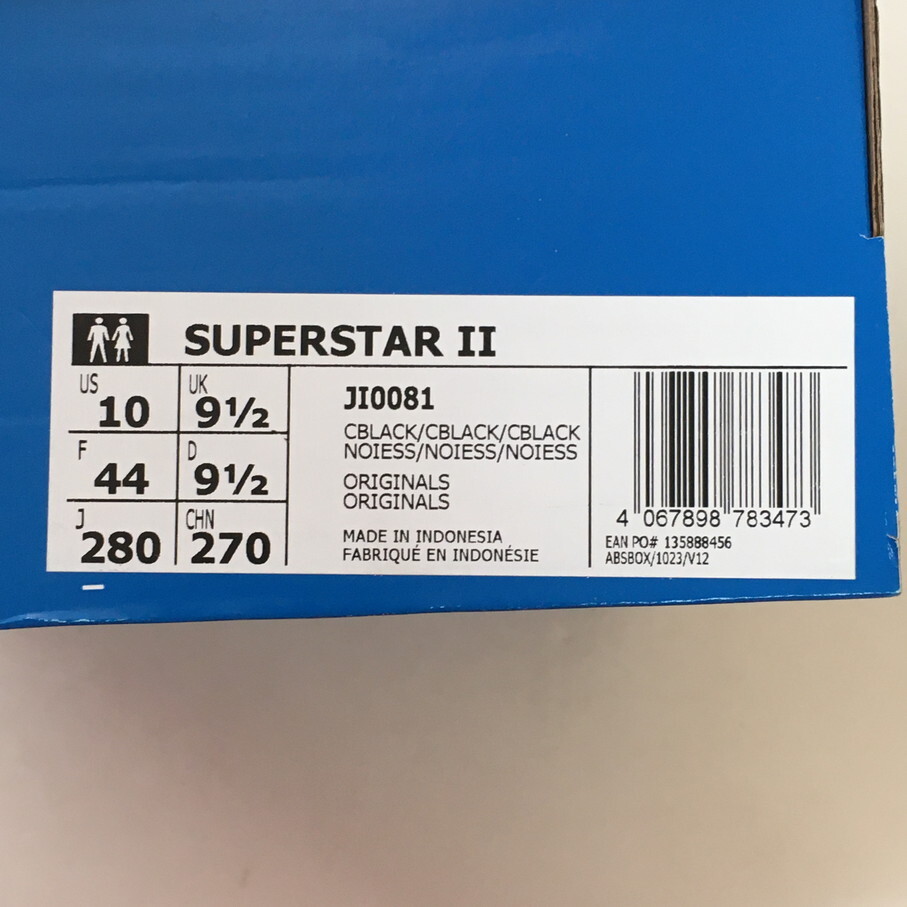 SUPERSTAR II
US 10 UK 9½
F 44 D 9½
J 280 CHN 270
JI0081
CBLACK/CBLACK/CBLACK
NOIESS/NOIESS/NOIESS
ORIGINALS
ORIGINALS
MADE IN INDONESIA
FABRIQUÉ EN INDONÉSIE
4 067898 783473
EAN PO# 135888456
ABSBOX/1023/V12